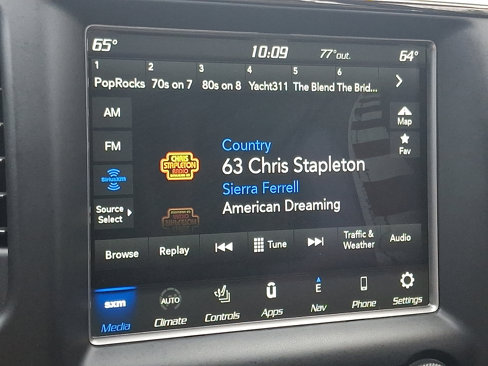 65° 10:09 77°out. 64°
1 2 3 4 5 6
PopRocks 70s on 7 80s on 8 Yacht311 The Blend The Brid...
AM
Map
FM
Fav
Country
CHRIS STAPLETON RADIO
63 Chris Stapleton
SiriusXM
Sierra Ferrell
Source Select
American Dreaming
Browse Replay Tune Traffic & Weather Audio
sxm AUTO E
Media Climate Controls Apps Nav Phone Settings